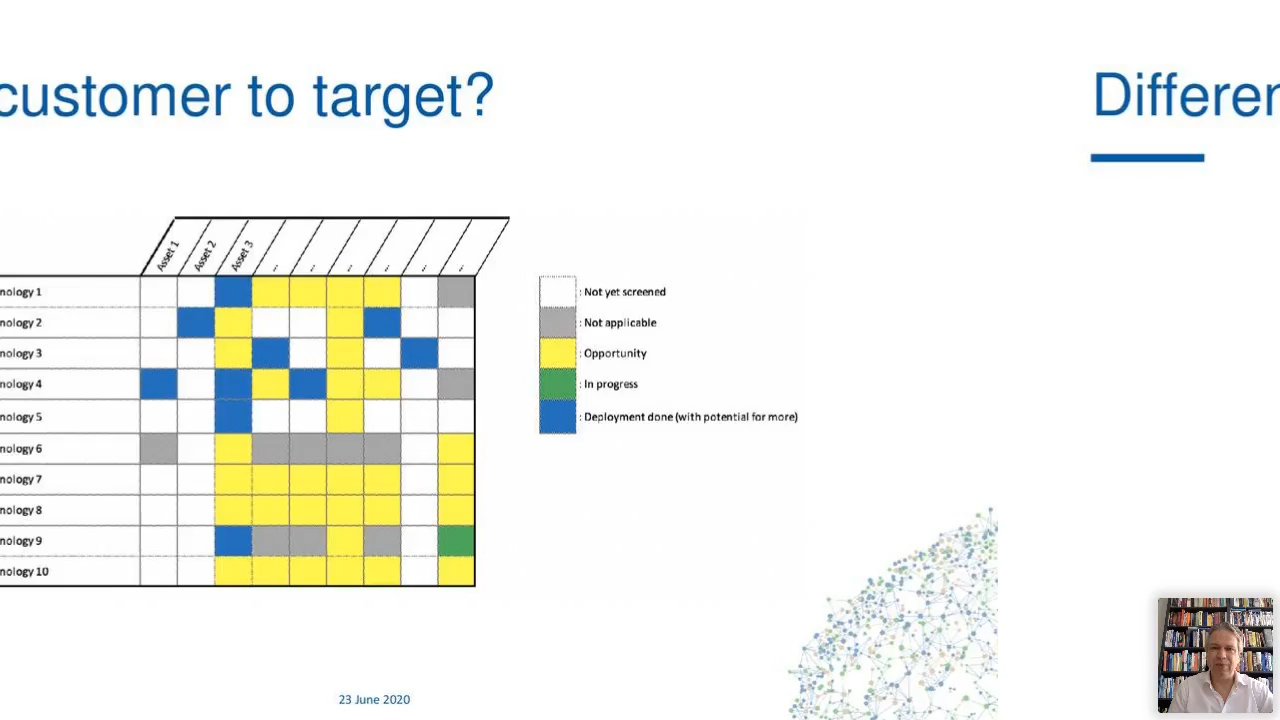 customer to target?
Differen
Asset 1
Asset 2
Asset 3
...
...
...
...
...
...
nology 1
nology 2
nology 3
nology 4
nology 5
nology 6
nology 7
nology 8
nology 9
nology 10
: Not yet screened
: Not applicable
: Opportunity
: In progress
: Deployment done (with potential for more)
23 June 2020